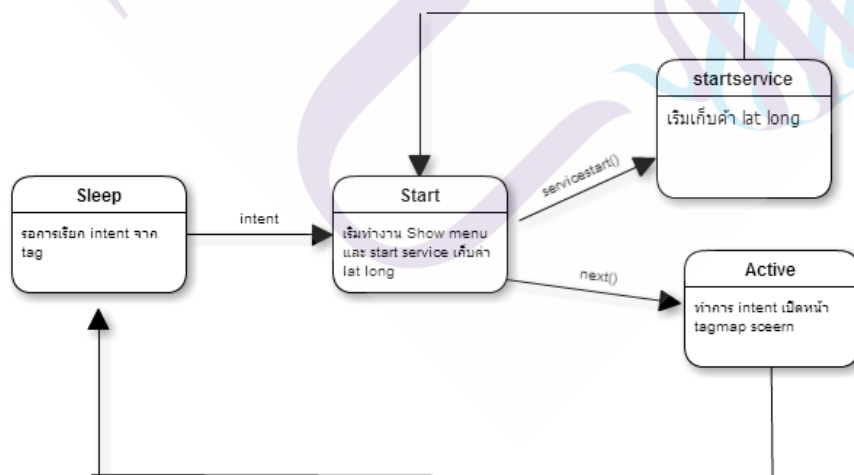 startservice
เริ่มเก็บค่า lat long
servicestart()
Sleep
รอการเรียก intent จาก
tag
intent
Start
เริ่มทำงาน Show menu
และ start service เก็บค่า
lat long
next()
Active
ทำการ intent เปิดหน้า
tagmap sceern